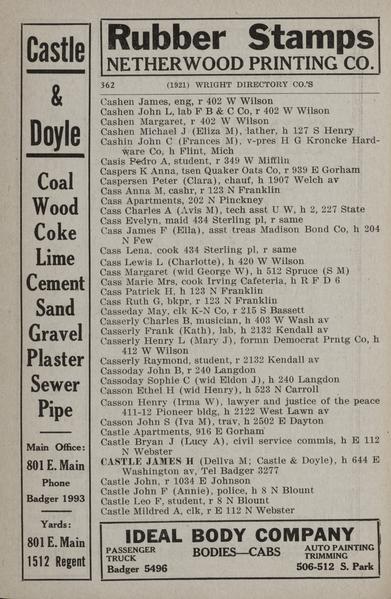 Castle
&
Doyle
Coal
Wood
Coke
Lime
Cement
Sand
Gravel
Plaster
Sewer
Pipe
Main Office:
801 E. Main
Phone
Badger 1993
Yards:
801 E. Main
1512 Regent
Rubber Stamps
NETHERWOOD PRINTING CO.
362 (1921) WRIGHT DIRECTORY CO.'S
Cashen James, eng, r 402 W Wilson
Cashen John L, lab F B & C Co, r 402 W Wilson
Cashen Margaret, r 402 W Wilson
Cashen Michael J (Eliza M), lather, h 127 S Henry
Cashin John C (Frances M), v-pres H G Kroncke Hard-
ware Co, h Flint, Mich
Casis Pedro A, student, r 349 W Mifflin
Caspers K Anna, tsen Quaker Oats Co, r 939 E Gorham
Caspersen Peter (Clara), chauf, h 1907 Welch av
Cass Anna M, cashr, r 123 N Franklin
Cass Apartments, 202 N Pinckney
Cass Charles A (Avis M), tech asst U W, h 2, 227 State
Cass Evelyn, maid 434 Sterling pl, r same
Cass James F (Ella), asst treas Madison Bond Co, h 204
N Few
Cass Lena, cook 434 Sterling pl, r same
Cass Lewis L (Charlotte), h 420 W Wilson
Cass Margaret (wid George W), h 512 Spruce (S M)
Cass Marie Mrs, cook Irving Cafeteria, h R F D 6
Cass Patrick H, h 123 N Franklin
Cass Ruth G, bkpr, r 123 N Franklin
Casseday May, clk K-N Co, r 215 S Bassett
Casserly Charles B, musician, h 403 W Wash av
Casserly Frank (Kath), lab, h 2132 Kendall av
Casserly Henry L (Mary J), formn Democrat Prntg Co, h
412 W Wilson
Casserly Raymond, student, r 2132 Kendall av
Cassoday John B, r 240 Langdon
Cassoday Sophie C (wid Eldon J), h 240 Langdon
Casson Ethel H (wid Henry), h 523 N Carroll
Casson Henry (Irma W), lawyer and justice of the peace
411-12 Pioneer bldg, h 2122 West Lawn av
Casson John S (Iva M), trav, h 2502 E Dayton
Castle Apartments, 916 E Gorham
Castle Bryan J (Lucy A), civil service commis, h E 112
N Webster
CASTLE JAMES H (Dellva M; Castle & Doyle), h 644 E
Washington av, Tel Badger 3277
Castle John, r 1034 E Johnson
Castle John F (Annie), police, h 8 N Blount
Castle Leo F, student, r 8 N Blount
Castle Mildred A, clk, r E 112 N Webster
IDEAL BODY COMPANY
PASSENGER
TRUCK
BODIES—CABS
AUTO PAINTING
TRIMMING
Badger 5496
506-512 S. Park